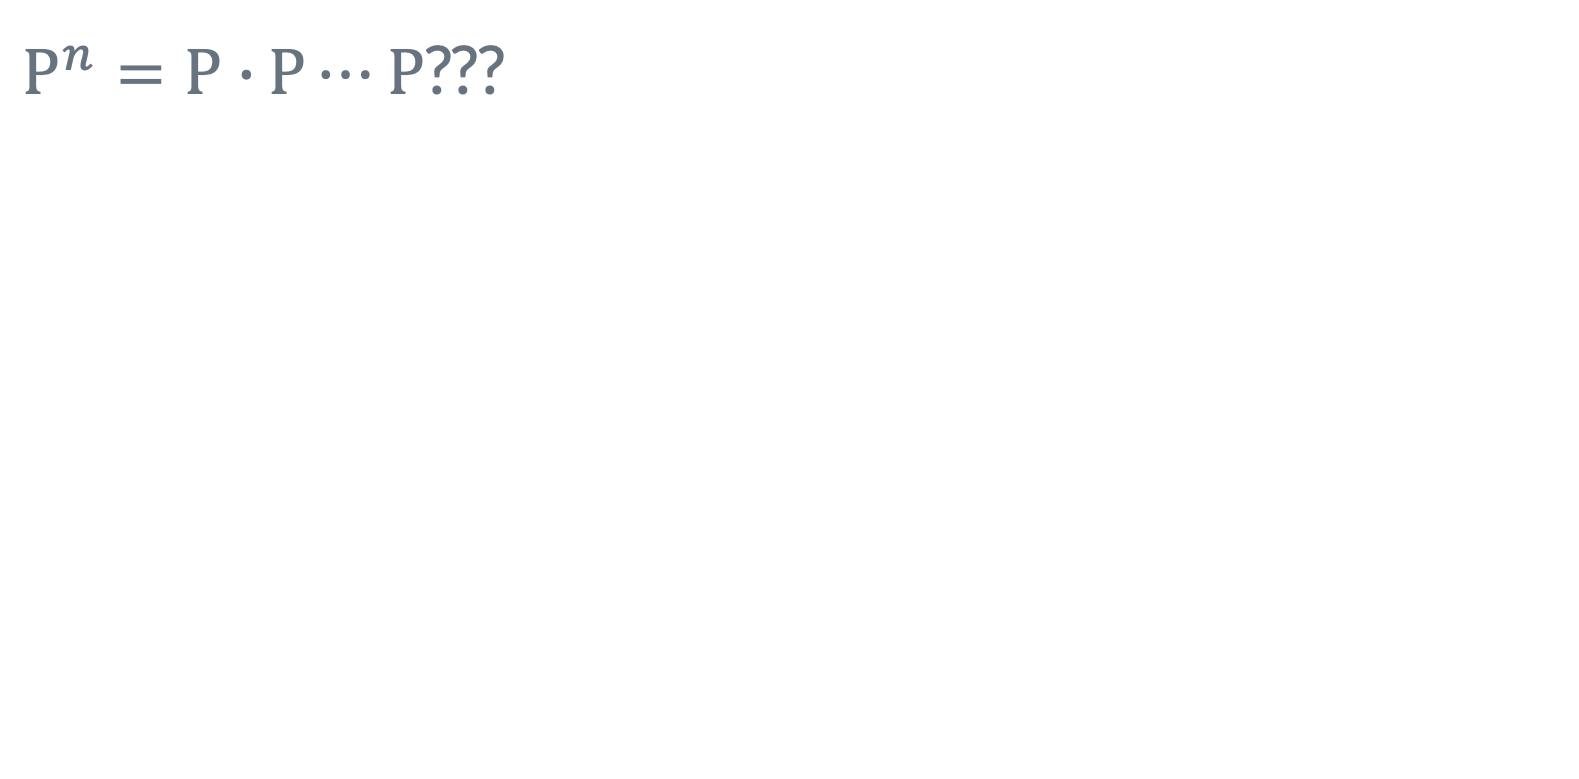 Pⁿ = P · P ⋯ P???